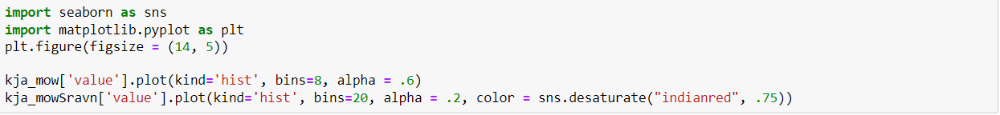 import seaborn as sns
import matplotlib.pyplot as plt
plt.figure(figsize = (14, 5))
kja_mow['value'].plot(kind='hist', bins=8, alpha = .6)
kja_mowSravn['value'].plot(kind='hist', bins=20, alpha = .2, color = sns.desaturate("indianred", .75))